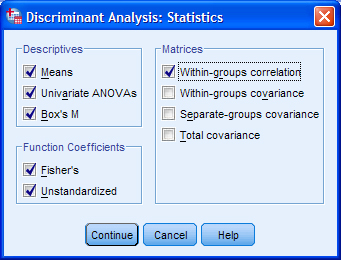 Discriminant Analysis: Statistics
Descriptives
Means
Univariate ANOVAs
Box's M
Function Coefficients
Fisher's
Unstandardized
Matrices
Within-groups correlation
Within-groups covariance
Separate-groups covariance
Total covariance
Continue
Cancel
Help